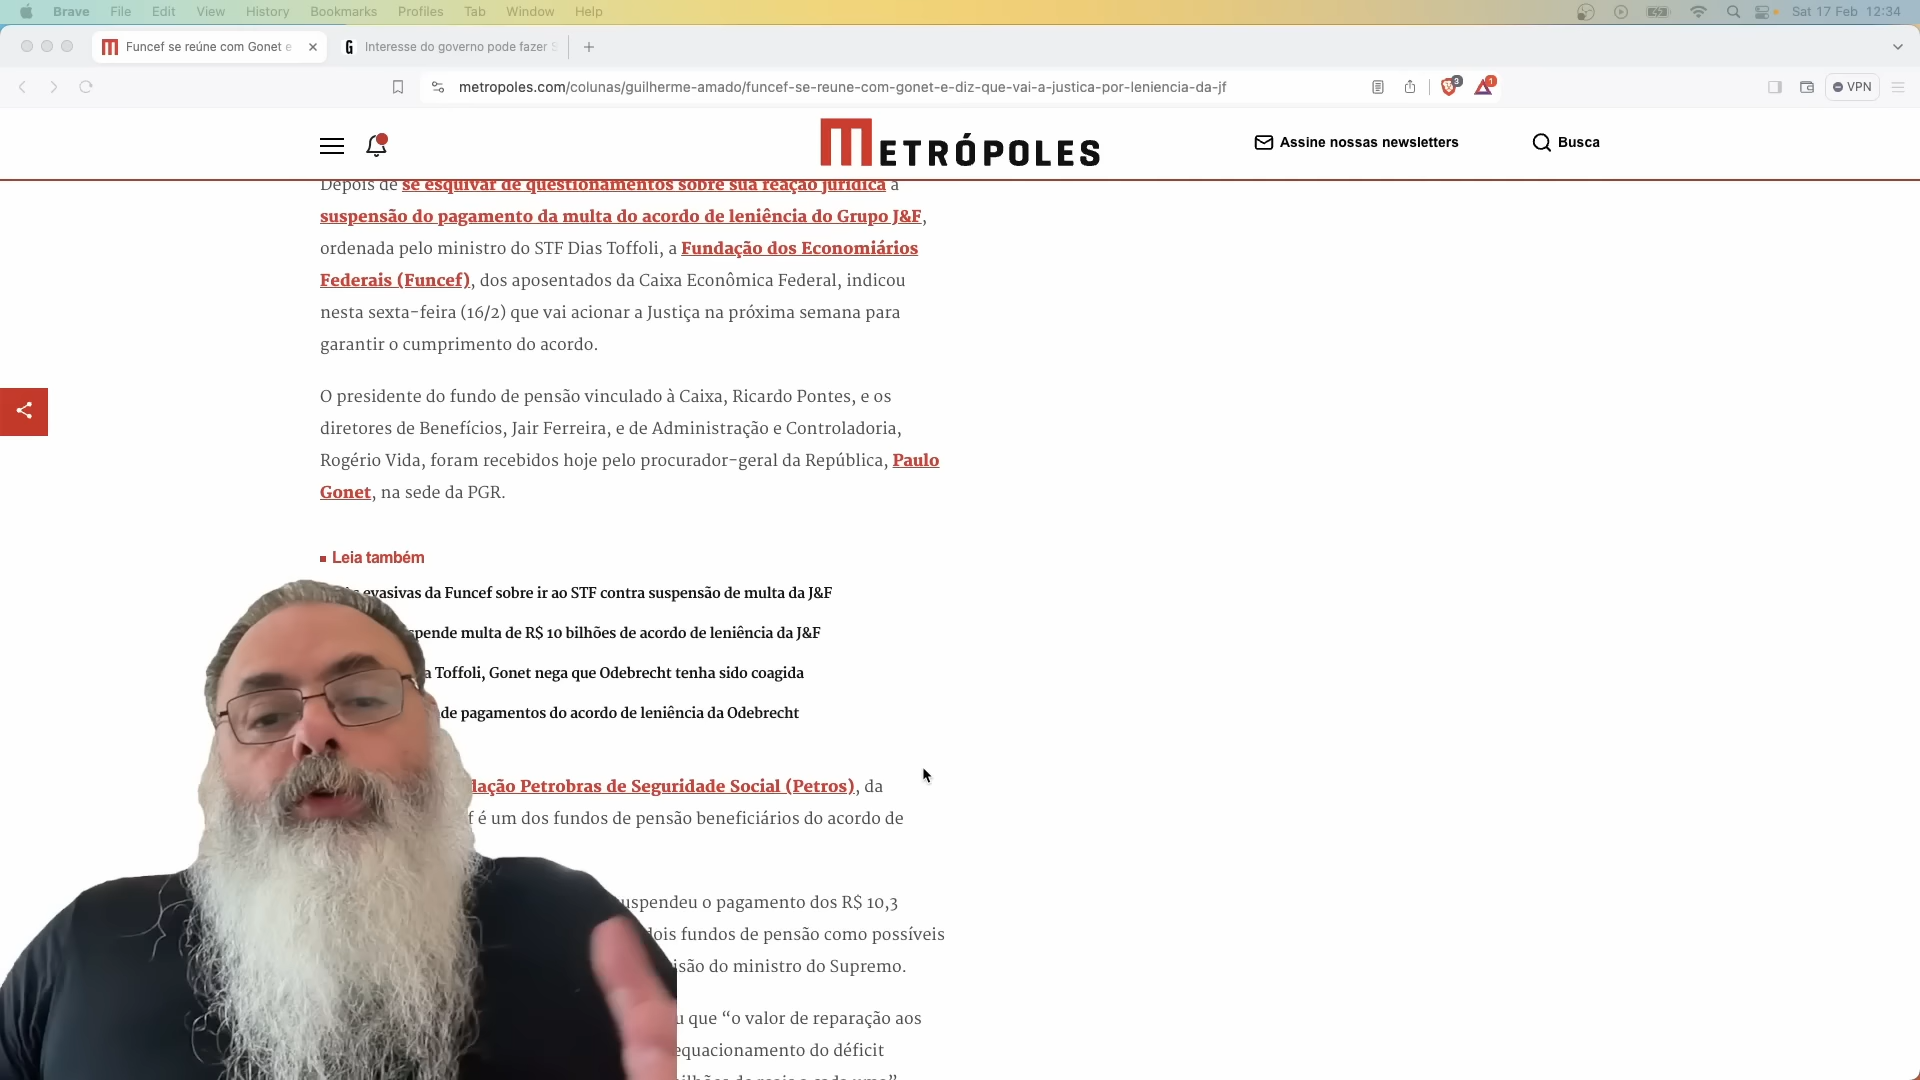 Brave File Edit View History Bookmarks Profiles Tab Window Help Sat 17 Feb 12:34
Funcef se reúne com Gonet e Interesse do governo pode fazer S
metropoles.com/colunas/guilherme-amado/funcef-se-reune-com-gonet-e-diz-que-vai-a-justica-por-leniencia-da-jf 3 1 VPN
METRÓPOLES Assine nossas newsletters Busca
Depois de se esquivar de questionamentos sobre sua reação jurídica à
suspensão do pagamento da multa do acordo de leniência do Grupo J&F,
ordenada pelo ministro do STF Dias Toffoli, a Fundação dos Economiários
Federais (Funcef), dos aposentados da Caixa Econômica Federal, indicou
nesta sexta-feira (16/2) que vai acionar a Justiça na próxima semana para
garantir o cumprimento do acordo.
O presidente do fundo de pensão vinculado à Caixa, Ricardo Pontes, e os
diretores de Benefícios, Jair Ferreira, e de Administração e Controladoria,
Rogério Vida, foram recebidos hoje pelo procurador-geral da República, Paulo
Gonet, na sede da PGR.
Leia também
evasivas da Funcef sobre ir ao STF contra suspensão de multa da J&F
spende multa de R$ 10 bilhões de acordo de leniência da J&F
a Toffoli, Gonet nega que Odebrecht tenha sido coagida
de pagamentos do acordo de leniência da Odebrecht
dação Petrobras de Seguridade Social (Petros), da
f é um dos fundos de pensão beneficiários do acordo de
uspendeu o pagamento dos R$ 10,3
dois fundos de pensão como possíveis
isão do ministro do Supremo.
u que “o valor de reparação aos
equacionamento do déficit